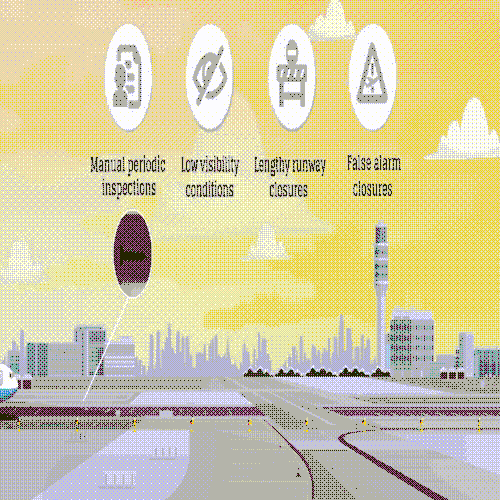 Manual periodic
inspections
Low visibility
conditions
Lengthy runway
closures
False alarm
closures